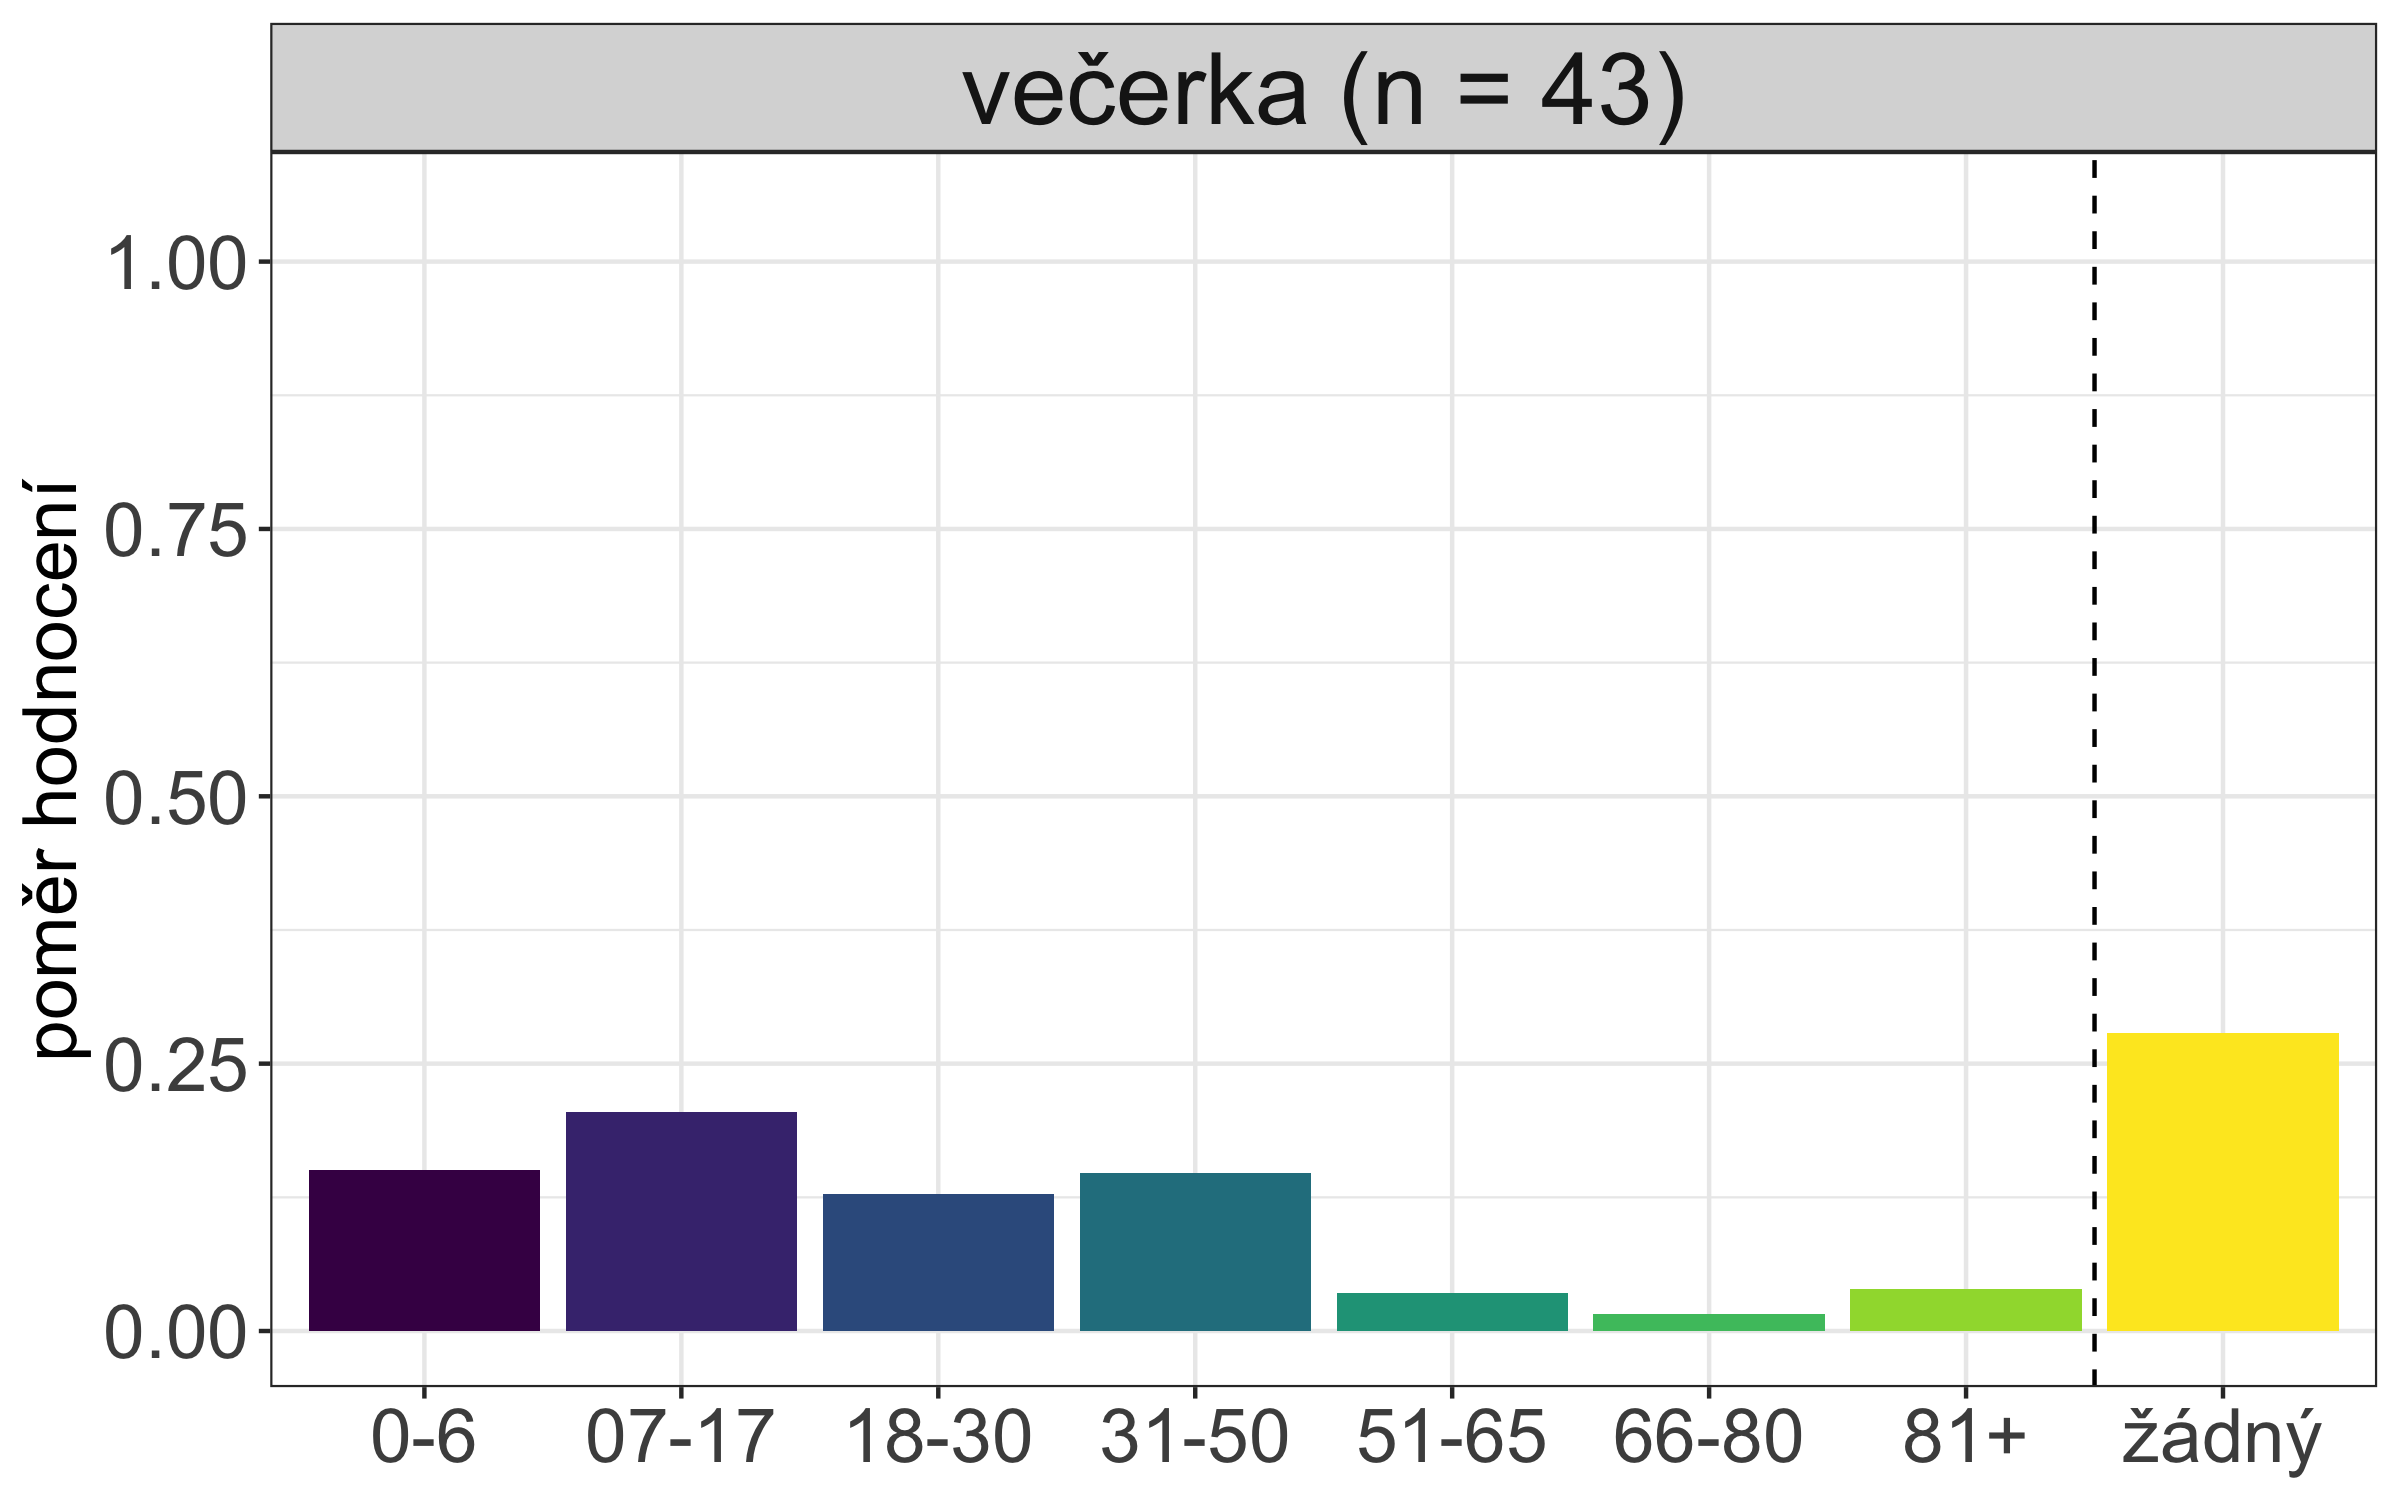 večerka (n = 43)
poměr hodnocení
1.00
0.75
0.50
0.25
0.00
0-6 07-17 18-30 31-50 51-65 66-80 81+ žádný